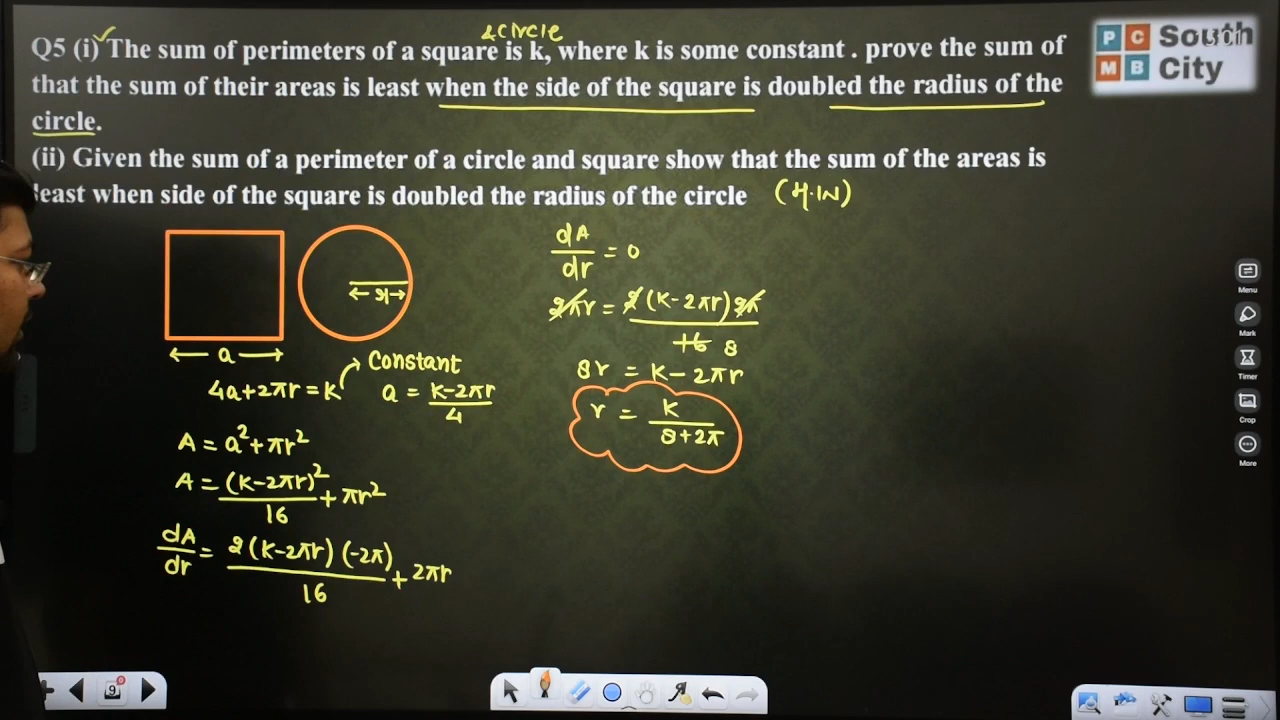 &circle
Q5 (i) The sum of perimeters of a square is k, where k is some constant . prove the sum of
that the sum of their areas is least when the side of the square is doubled the radius of the
circle.
(ii) Given the sum of a perimeter of a circle and square show that the sum of the areas is
least when side of the square is doubled the radius of the circle (H.W)
PC
MB
South
City
← r →
← a →
Constant
4a+2πr = K
a = K-2πr / 4
A = a² + πr²
A = (K-2πr)² / 16 + πr²
dA/dr = 2(K-2πr)(-2π) / 16 + 2πr
dA/dr = 0
2πr = 2(K-2πr)2π / 16 8
8r = K-2πr
r = K / 8+2π
Menu
Mark
Timer
Crop
More
9
0